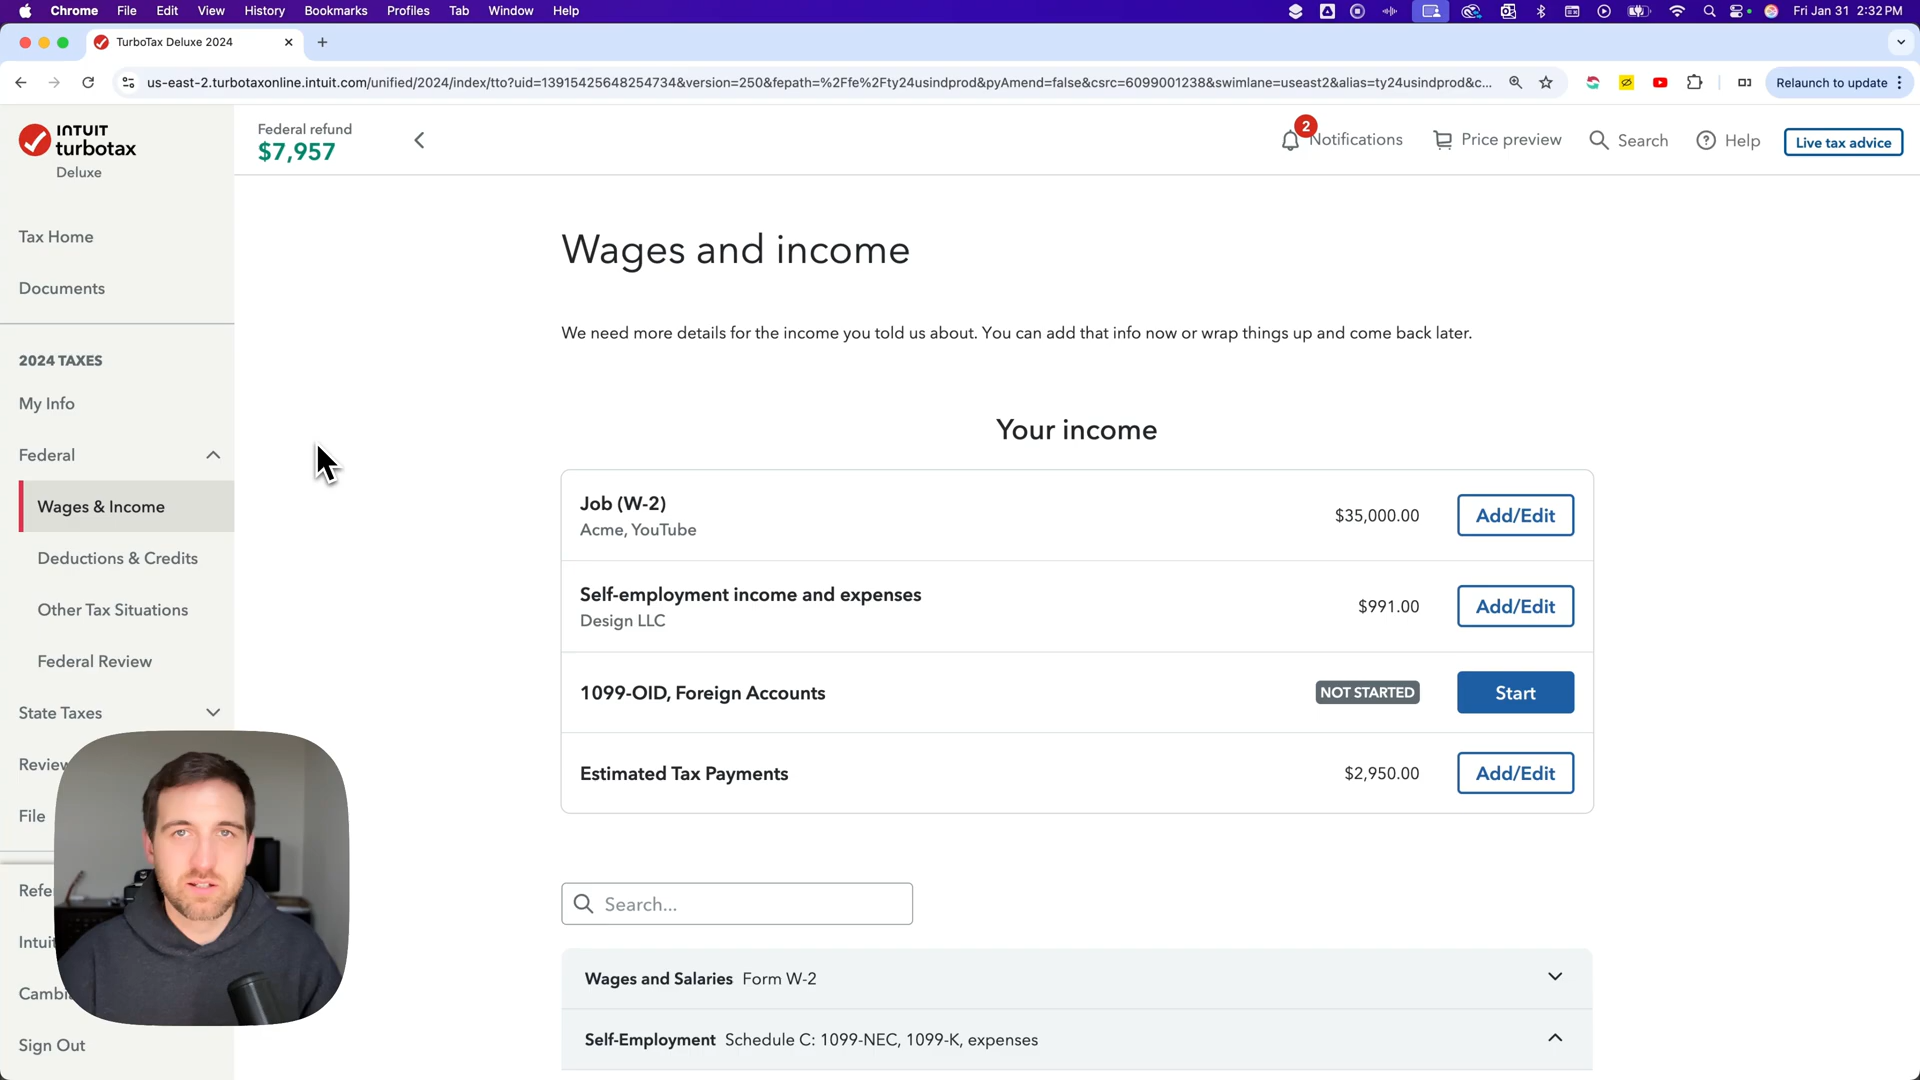 Chrome File Edit View History Bookmarks Profiles Tab Window Help Fri Jan 31 2:32 PM
TurboTax Deluxe 2024
us-east-2.turbotaxonline.intuit.com/unified/2024/index/tto?uid=13915425648254734&version=250&fepath=%2Ffe%2Fty24usindprod&pyAmend=false&csrc=6099001238&swimlane=useast2&alias=ty24usindprod&c... Relaunch to update
INTUIT
turbotax
Deluxe
Federal refund
$7,957
2
Notifications Price preview Search Help Live tax advice
Tax Home
Documents
2024 TAXES
My Info
Federal
Wages & Income
Deductions & Credits
Other Tax Situations
Federal Review
State Taxes
Review
File
Refe
Intuit
Cambi
Sign Out
Wages and income
We need more details for the income you told us about. You can add that info now or wrap things up and come back later.
Your income
Job (W-2)
Acme, YouTube
$35,000.00 Add/Edit
Self-employment income and expenses
Design LLC
$991.00 Add/Edit
1099-OID, Foreign Accounts NOT STARTED Start
Estimated Tax Payments $2,950.00 Add/Edit
Search...
Wages and Salaries Form W-2
Self-Employment Schedule C: 1099-NEC, 1099-K, expenses